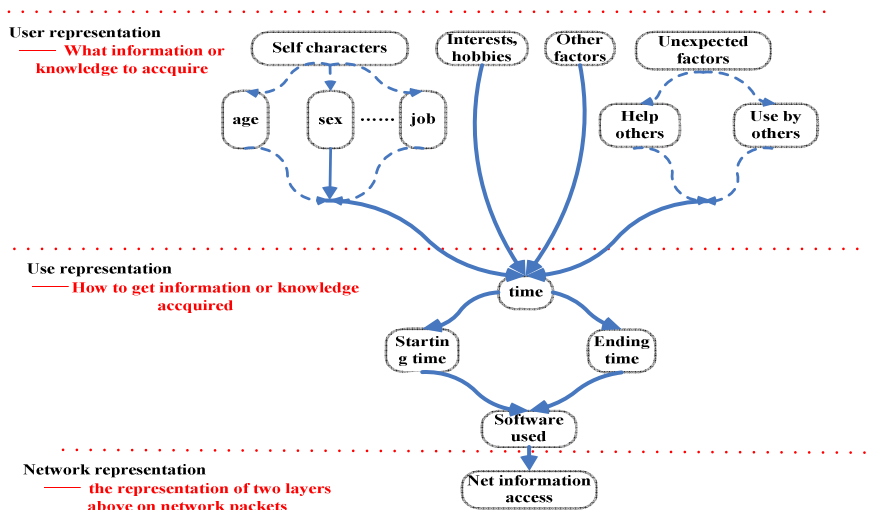 User representation
What information or
knowledge to accquire
Self characters
Interests,
hobbies
Other
factors
Unexpected
factors
age
sex
······
job
Help
others
Use by
others
Use representation
How to get information or knowledge
accquired
time
Startin
g time
Ending
time
Software
used
Network representation
the representation of two layers
above on network packets
Net information
access